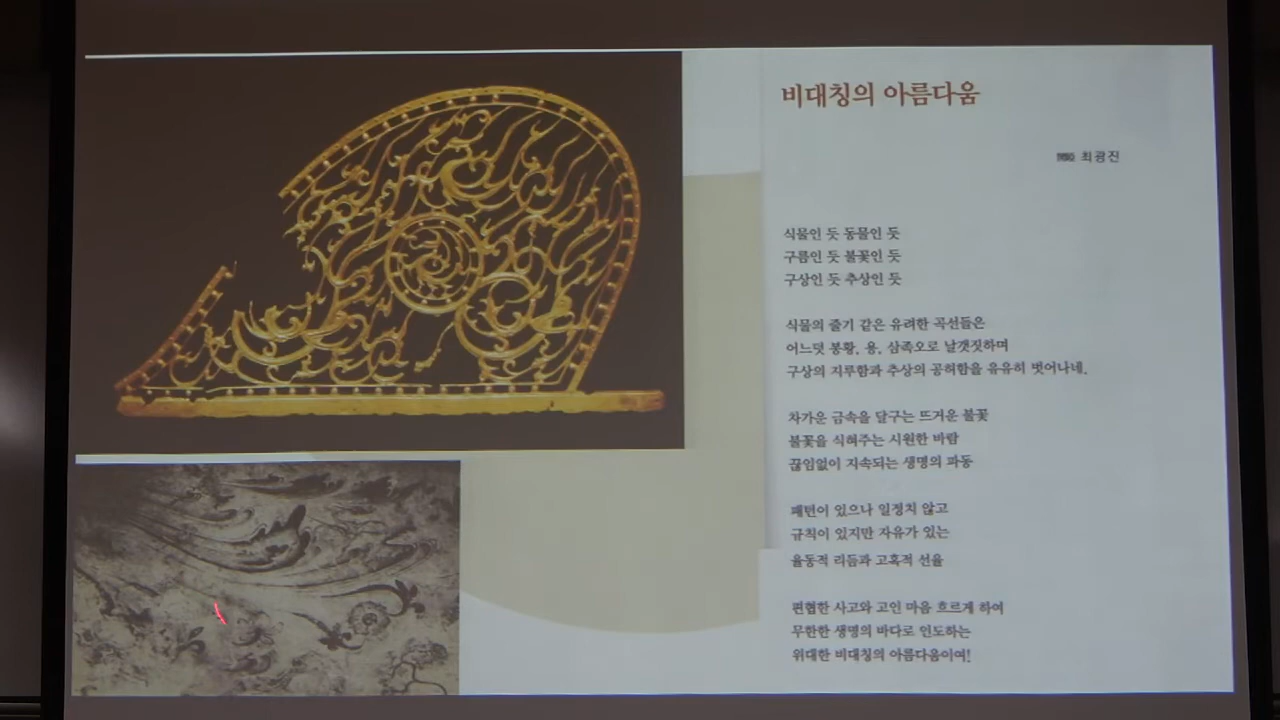 비대칭의 아름다움
최광진
식물인 듯 동물인 듯
구름인 듯 불꽃인 듯
구상인 듯 추상인 듯
식물의 줄기 같은 유려한 곡선들은
어느덧 봉황, 용, 삼족오로 날갯짓하며
구상의 지루함과 추상의 공허함을 유유히 벗어나네.
차가운 금속을 달구는 뜨거운 불꽃
불꽃을 식혀주는 시원한 바람
끊임없이 지속되는 생명의 파동
패턴이 있으나 일정치 않고
규칙이 있지만 자유가 있는
율동적 리듬과 고혹적 선율
편협한 사고와 고인 마음 흐르게 하여
무한한 생명의 바다로 인도하는
위대한 비대칭의 아름다움이여!